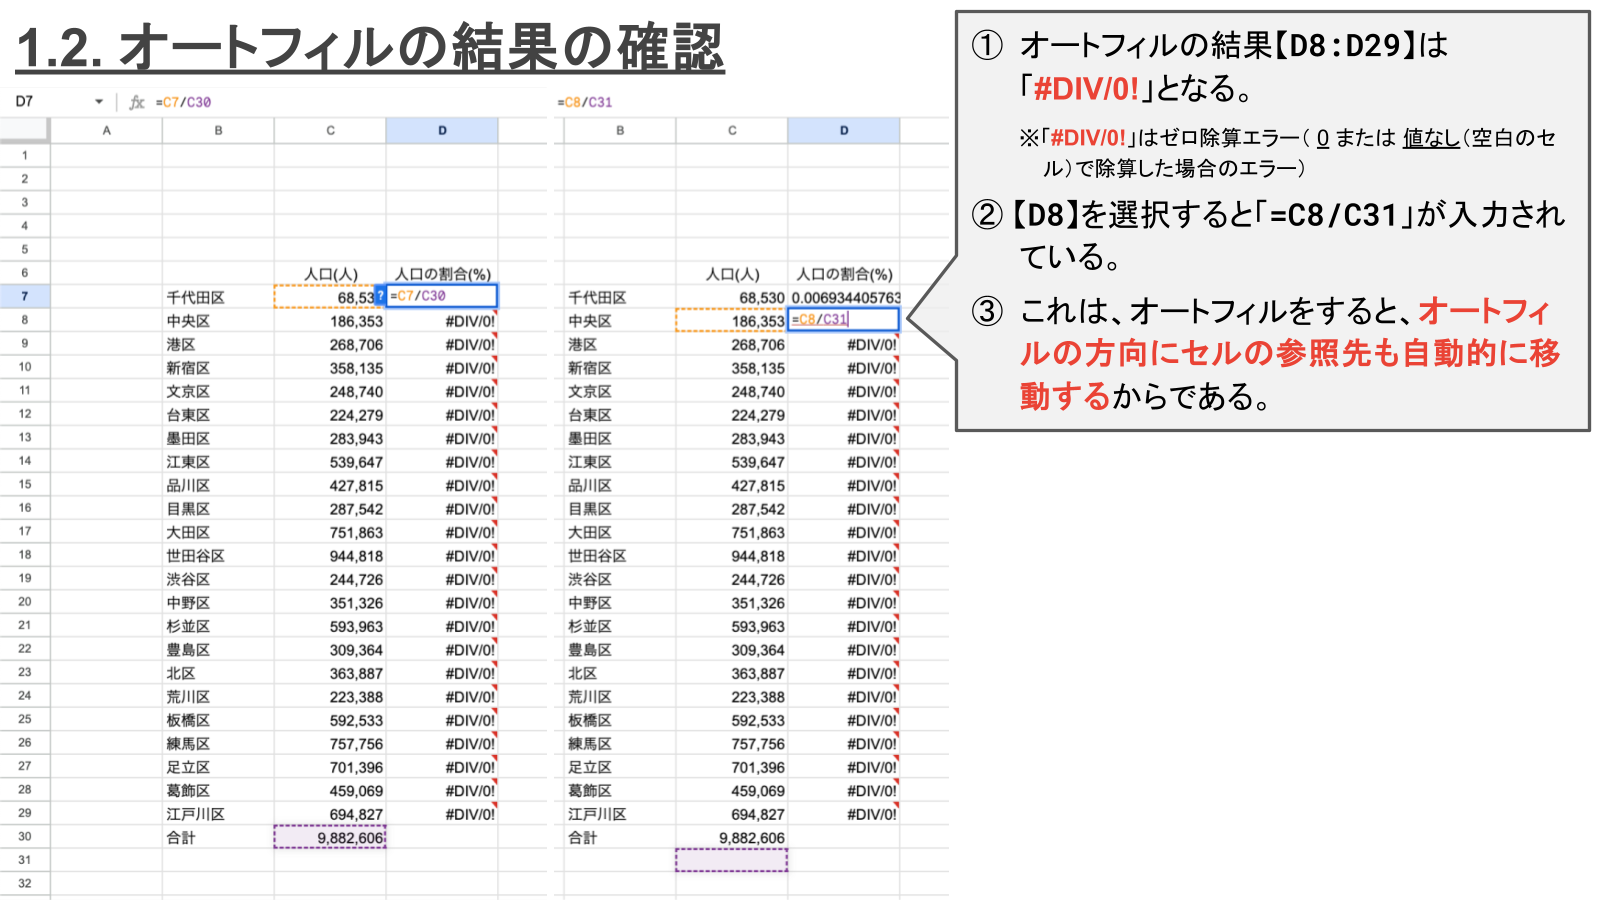 1.2. オートフィルの結果の確認
D7 fx =C7/C30
A B C D
1
2
3
4
5
6 人口(人) 人口の割合(%)
7 千代田区 68,53 ? =C7/C30
8 中央区 186,353 #DIV/0!
9 港区 268,706 #DIV/0!
10 新宿区 358,135 #DIV/0!
11 文京区 248,740 #DIV/0!
12 台東区 224,279 #DIV/0!
13 墨田区 283,943 #DIV/0!
14 江東区 539,647 #DIV/0!
15 品川区 427,815 #DIV/0!
16 目黒区 287,542 #DIV/0!
17 大田区 751,863 #DIV/0!
18 世田谷区 944,818 #DIV/0!
19 渋谷区 244,726 #DIV/0!
20 中野区 351,326 #DIV/0!
21 杉並区 593,963 #DIV/0!
22 豊島区 309,364 #DIV/0!
23 北区 363,887 #DIV/0!
24 荒川区 223,388 #DIV/0!
25 板橋区 592,533 #DIV/0!
26 練馬区 757,756 #DIV/0!
27 足立区 701,396 #DIV/0!
28 葛飾区 459,069 #DIV/0!
29 江戸川区 694,827 #DIV/0!
30 合計 9,882,606
31
32
=C8/C31
B C D
人口(人) 人口の割合(%)
千代田区 68,530 0.006934405763
中央区 186,353 =C8/C31
港区 268,706 #DIV/0!
新宿区 358,135 #DIV/0!
文京区 248,740 #DIV/0!
台東区 224,279 #DIV/0!
墨田区 283,943 #DIV/0!
江東区 539,647 #DIV/0!
品川区 427,815 #DIV/0!
目黒区 287,542 #DIV/0!
大田区 751,863 #DIV/0!
世田谷区 944,818 #DIV/0!
渋谷区 244,726 #DIV/0!
中野区 351,326 #DIV/0!
杉並区 593,963 #DIV/0!
豊島区 309,364 #DIV/0!
北区 363,887 #DIV/0!
荒川区 223,388 #DIV/0!
板橋区 592,533 #DIV/0!
練馬区 757,756 #DIV/0!
足立区 701,396 #DIV/0!
葛飾区 459,069 #DIV/0!
江戸川区 694,827 #DIV/0!
合計 9,882,606
① オートフィルの結果【D8:D29】は
「#DIV/0!」となる。
※「#DIV/0!」はゼロ除算エラー( 0 または 値なし(空白のセ
ル)で除算した場合のエラー)
②【D8】を選択すると「=C8/C31」が入力され
ている。
③ これは、オートフィルをすると、オートフィ
ルの方向にセルの参照先も自動的に移
動するからである。